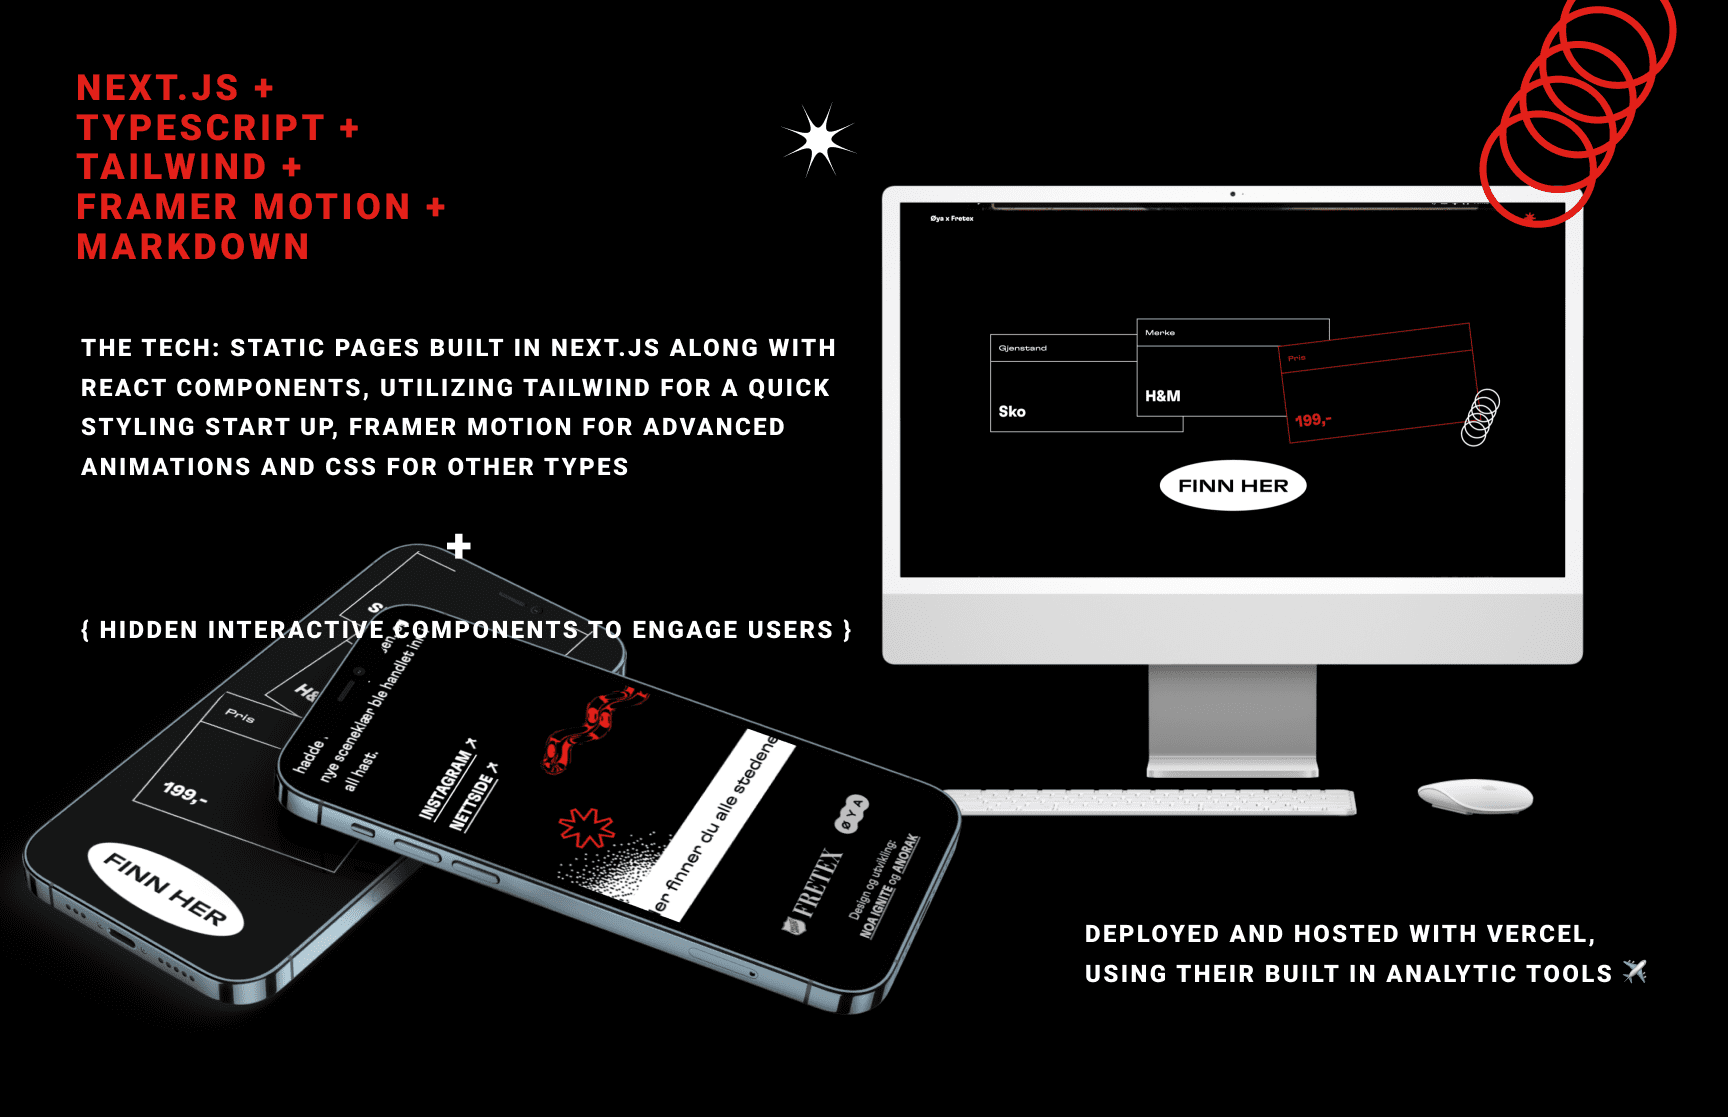 NEXT.JS +
TYPESCRIPT +
TAILWIND +
FRAMER MOTION +
MARKDOWN
THE TECH: STATIC PAGES BUILT IN NEXT.JS ALONG WITH
REACT COMPONENTS, UTILIZING TAILWIND FOR A QUICK
STYLING START UP, FRAMER MOTION FOR ADVANCED
ANIMATIONS AND CSS FOR OTHER TYPES
{ HIDDEN INTERACTIVE COMPONENTS TO ENGAGE USERS }
Øya x Fretex
Gjenstand
Sko
Merke
H&M
Pris
199,-
FINN HER
Pris
199,-
FINN HER
hadde
nye sceneklær ble handlet inn
all hast.
INSTAGRAM ↗
NETTSIDE ↗
er finner du alle stedene
ØYA
FRETEX
Design og utvikling:
NOA IGNITE og ANORAK
DEPLOYED AND HOSTED WITH VERCEL,
USING THEIR BUILT IN ANALYTIC TOOLS ✈️